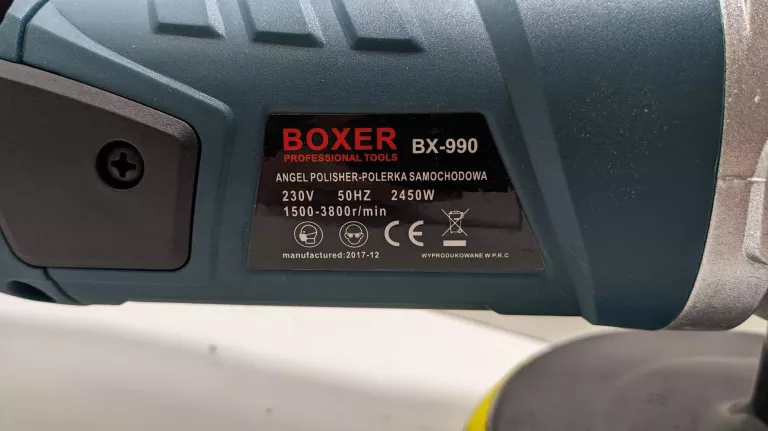 BOXER
PROFESSIONAL TOOLS
BX-990
ANGEL POLISHER-POLERKA SAMOCHODOWA
230V 50HZ 2450W
1500-3800r/min
CE
manufactured:2017-12
WYPRODUKOWANE W P.R.C